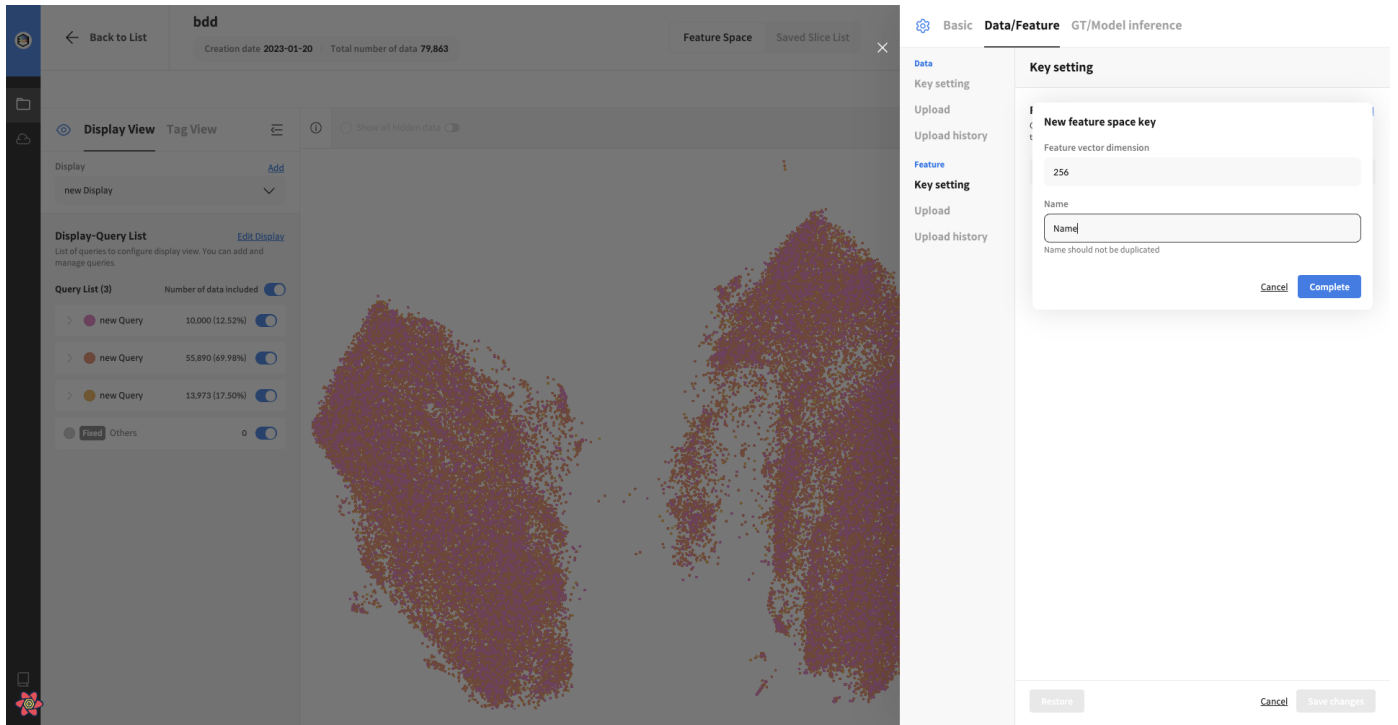 bdd
Back to List
Creation date 2023-01-20
Total number of data 79,863
Feature Space
Saved Slice List
Display View
Tag View
Show all hidden data
Display
Add
new Display
Display-Query List
Edit Display
List of queries to configure display view. You can add and
manage queries.
Query List (3)
Number of data included
new Query
10,000 (12.52%)
new Query
55,890 (69.98%)
new Query
13,973 (17.50%)
Fixed
Others
0
Basic
Data/Feature
GT/Model inference
Data
Key setting
Upload
Upload history
Feature
Key setting
Upload
Upload history
Key setting
New feature space key
Feature vector dimension
256
Name
Name
Name should not be duplicated
Cancel
Complete
Restore
Cancel
Save changes